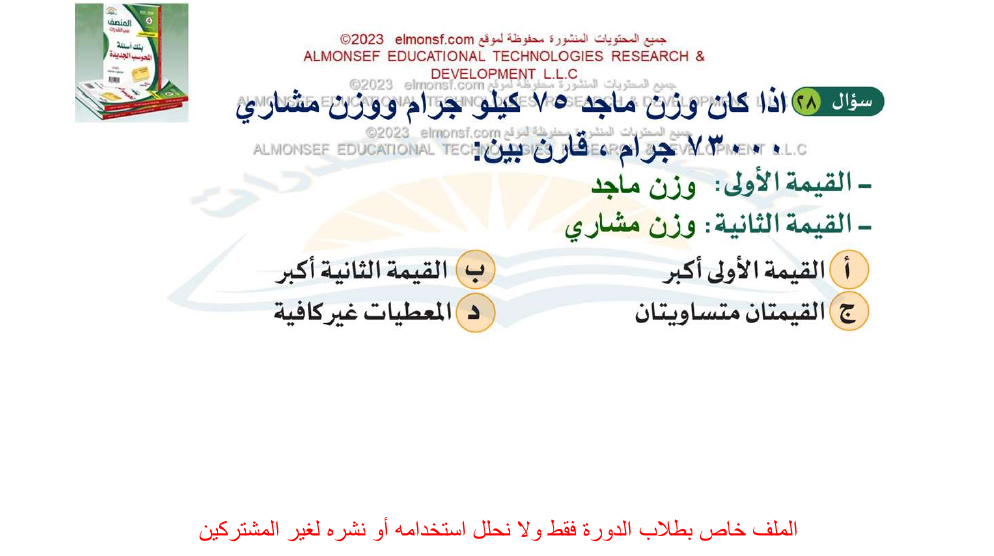 المنصف
في القدرات
بنك أسئلة
المحوسب الجديدة
جميع المحتويات المنشورة محفوظة لموقع elmonsf.com ©2023
ALMONSEF EDUCATIONAL TECHNOLOGIES RESEARCH &
DEVELOPMENT L.L.C
جميع المحتويات المنشورة محفوظة لموقع elmonsf.com ©2023
ALMONSEF EDUCATIONAL TECHNOLOGIES RESEARCH & DEVELOPMENT L.L.C
سؤال ٢٨ اذا كان وزن ماجد ٧٥ كيلو جرام ووزن مشاري
جميع المحتويات المنشورة محفوظة لموقع elmonsf.com ©2023
ALMONSEF EDUCATIONAL TECHNOLOGIES RESEARCH & DEVELOPMENT L.L.C
٧٣٠٠٠ جرام ، قارن بين:
- القيمة الأولى: وزن ماجد
- القيمة الثانية: وزن مشاري
أ القيمة الأولى أكبر ب القيمة الثانية أكبر
ج القيمتان متساويتان د المعطيات غير كافية
الملف خاص بطلاب الدورة فقط ولا نحلل استخدامه أو نشره لغير المشتركين